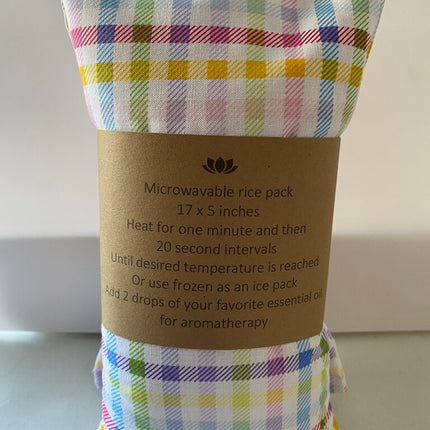 Microwavable rice pack
17 x 5 inches
Heat for one minute and then
20 second intervals
Until desired temperature is reached
Or use frozen as an ice pack
Add 2 drops of your favorite essential oil
for aromatherapy